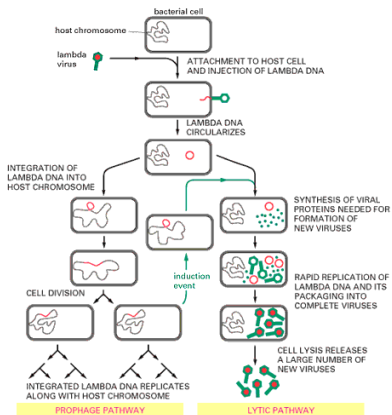 bacterial cell
host chromosome
lambda
virus
ATTACHMENT TO HOST CELL
AND INJECTION OF LAMBDA DNA
LAMBDA DNA
CIRCULARIZES
INTEGRATION OF
LAMBDA DNA INTO
HOST CHROMOSOME
SYNTHESIS OF VIRAL
PROTEINS NEEDED FOR
FORMATION OF
NEW VIRUSES
induction
event
RAPID REPLICATION OF
LAMBDA DNA AND ITS
PACKAGING INTO
COMPLETE VIRUSES
CELL DIVISION
CELL LYSIS RELEASES
A LARGE NUMBER OF
NEW VIRUSES
INTEGRATED LAMBDA DNA REPLICATES
ALONG WITH HOST CHROMOSOME
PROPHAGE PATHWAY
LYTIC PATHWAY